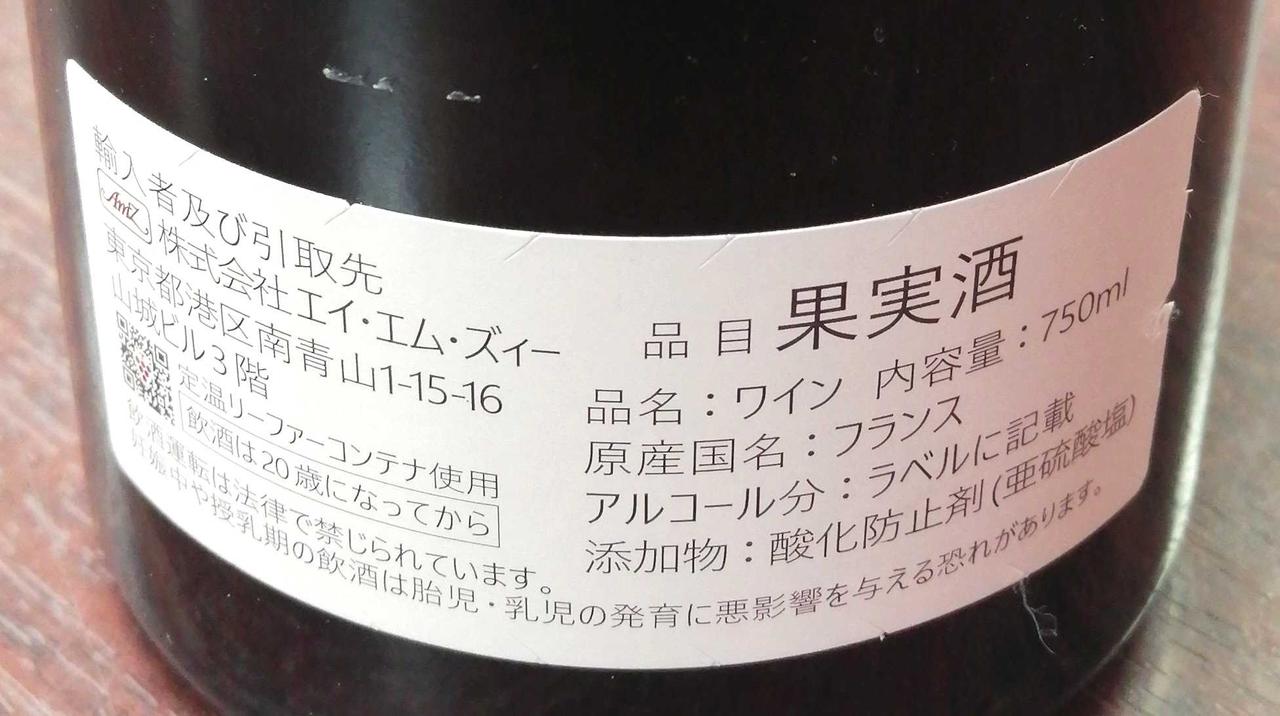 輸入者及び引取先
AmZ 株式会社エイ・エム・ズィー
東京都港区南青山1-15-16
山城ビル3階
定温リーファーコンテナ使用
飲酒は20歳になってから
飲酒運転は法律で禁じられています。
妊娠中や授乳期の飲酒は胎児・乳児の発育に悪影響を与える恐れがあります。
品目 果実酒
品名：ワイン 内容量：750ml
原産国名：フランス
アルコール分：ラベルに記載
添加物：酸化防止剤(亜硫酸塩)